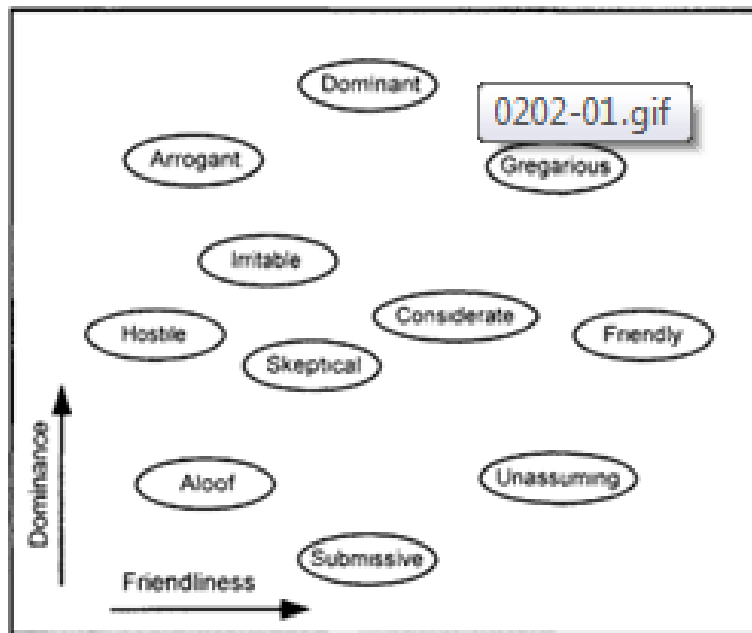 Dominant
0202-01.gif
Arrogant
Gregarious
Irritable
Considerate
Hostile
Friendly
Skeptical
Dominance
Aloof
Unassuming
Submissive
Friendliness